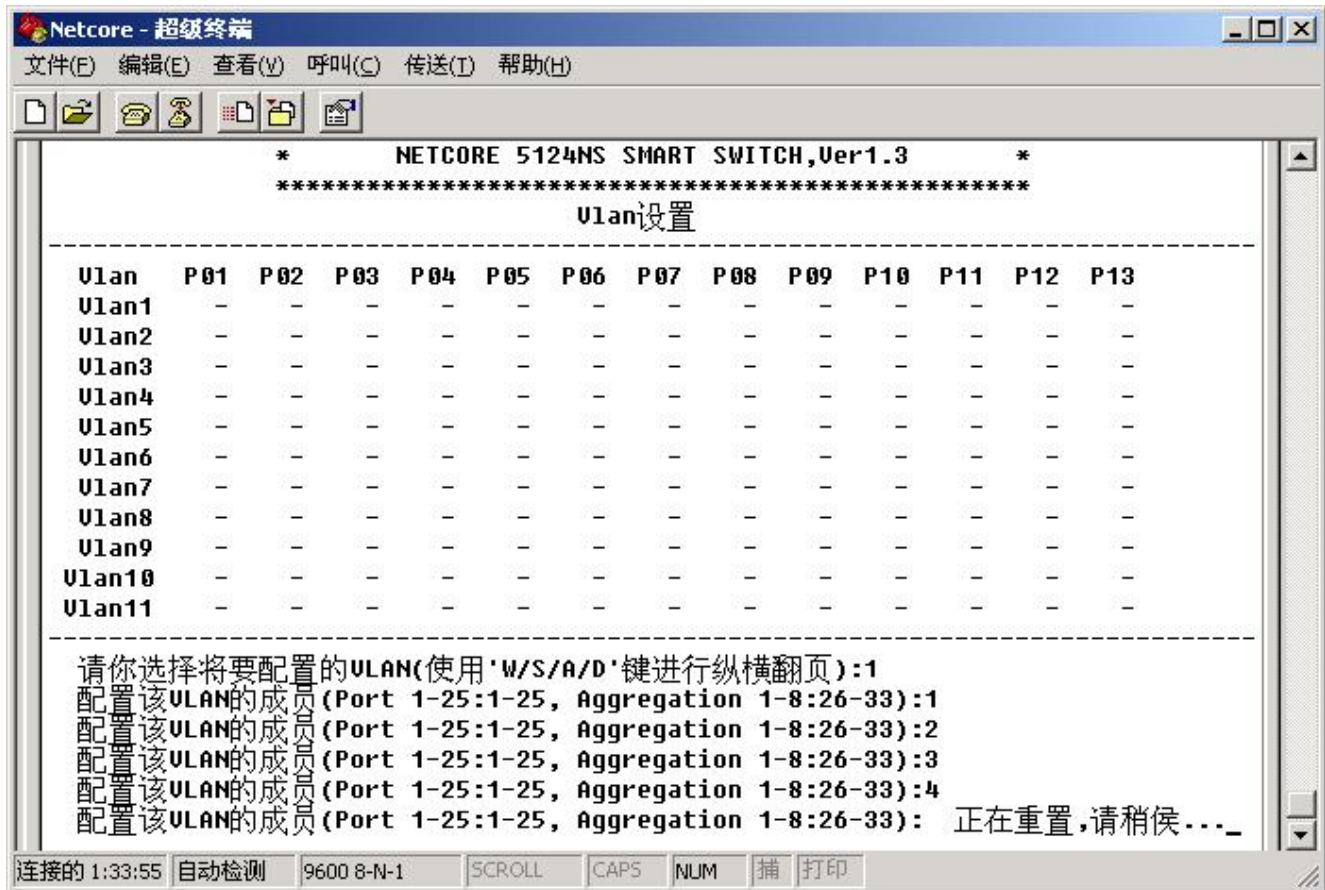 Netcore - 超级终端
文件(F) 编辑(E) 查看(V) 呼叫(C) 传送(T) 帮助(H)
* NETCORE 5124NS SMART SWITCH,Ver1.3 *
**************************************************
Vlan设置
--------------------------------------------------------------------------------
Vlan P01 P02 P03 P04 P05 P06 P07 P08 P09 P10 P11 P12 P13
Vlan1 - - - - - - - - - - - - -
Vlan2 - - - - - - - - - - - - -
Vlan3 - - - - - - - - - - - - -
Vlan4 - - - - - - - - - - - - -
Vlan5 - - - - - - - - - - - - -
Vlan6 - - - - - - - - - - - - -
Vlan7 - - - - - - - - - - - - -
Vlan8 - - - - - - - - - - - - -
Vlan9 - - - - - - - - - - - - -
Vlan10 - - - - - - - - - - - - -
Vlan11 - - - - - - - - - - - - -
--------------------------------------------------------------------------------
请你选择将要配置的VLAN(使用'W/S/A/D'键进行纵横翻页):1
配置该VLAN的成员(Port 1-25:1-25, Aggregation 1-8:26-33):1
配置该VLAN的成员(Port 1-25:1-25, Aggregation 1-8:26-33):2
配置该VLAN的成员(Port 1-25:1-25, Aggregation 1-8:26-33):3
配置该VLAN的成员(Port 1-25:1-25, Aggregation 1-8:26-33):4
配置该VLAN的成员(Port 1-25:1-25, Aggregation 1-8:26-33): 正在重置,请稍侯..._
连接的 1:33:55 自动检测 9600 8-N-1 SCROLL CAPS NUM 捕 打印